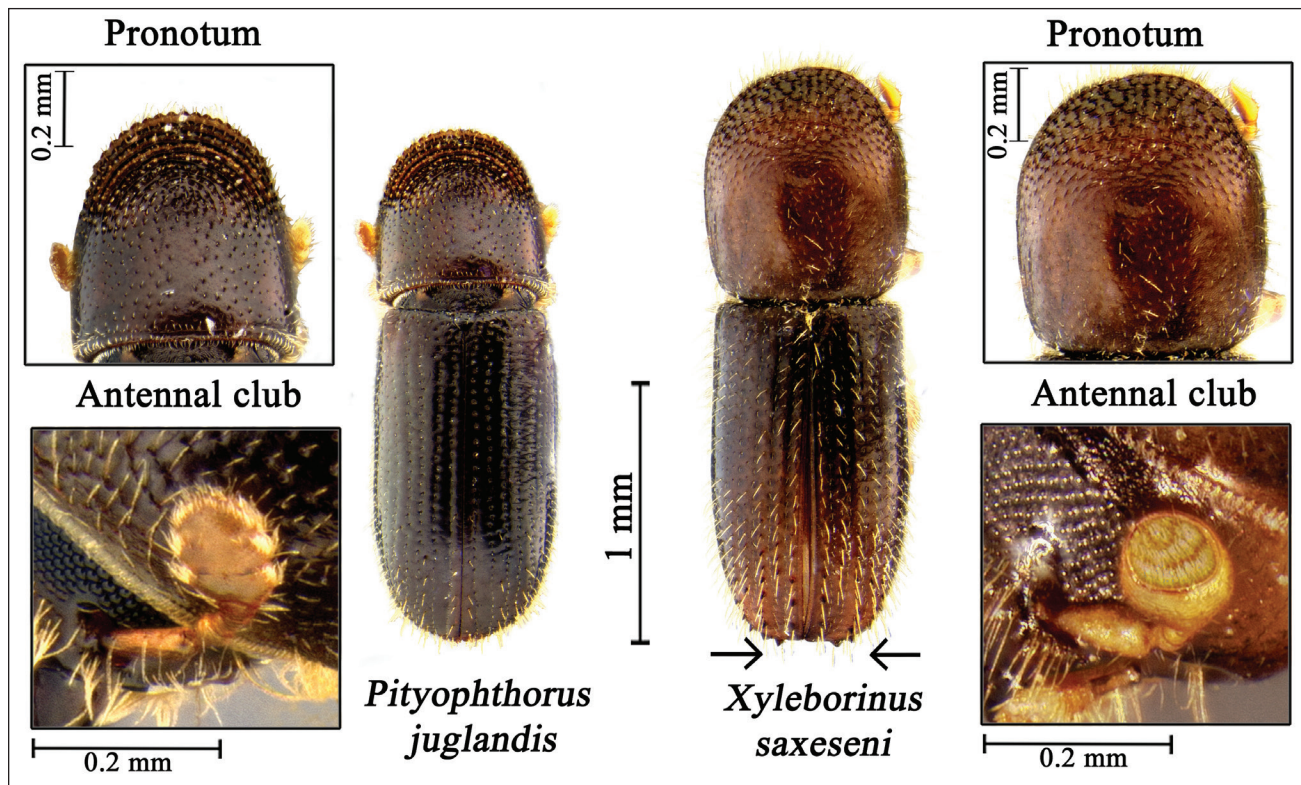 Pronotum
0.2 mm
Antennal club
0.2 mm
Pityophthorus
juglandis
1 mm
Xyleborinus
saxeseni
Pronotum
0.2 mm
Antennal club
0.2 mm